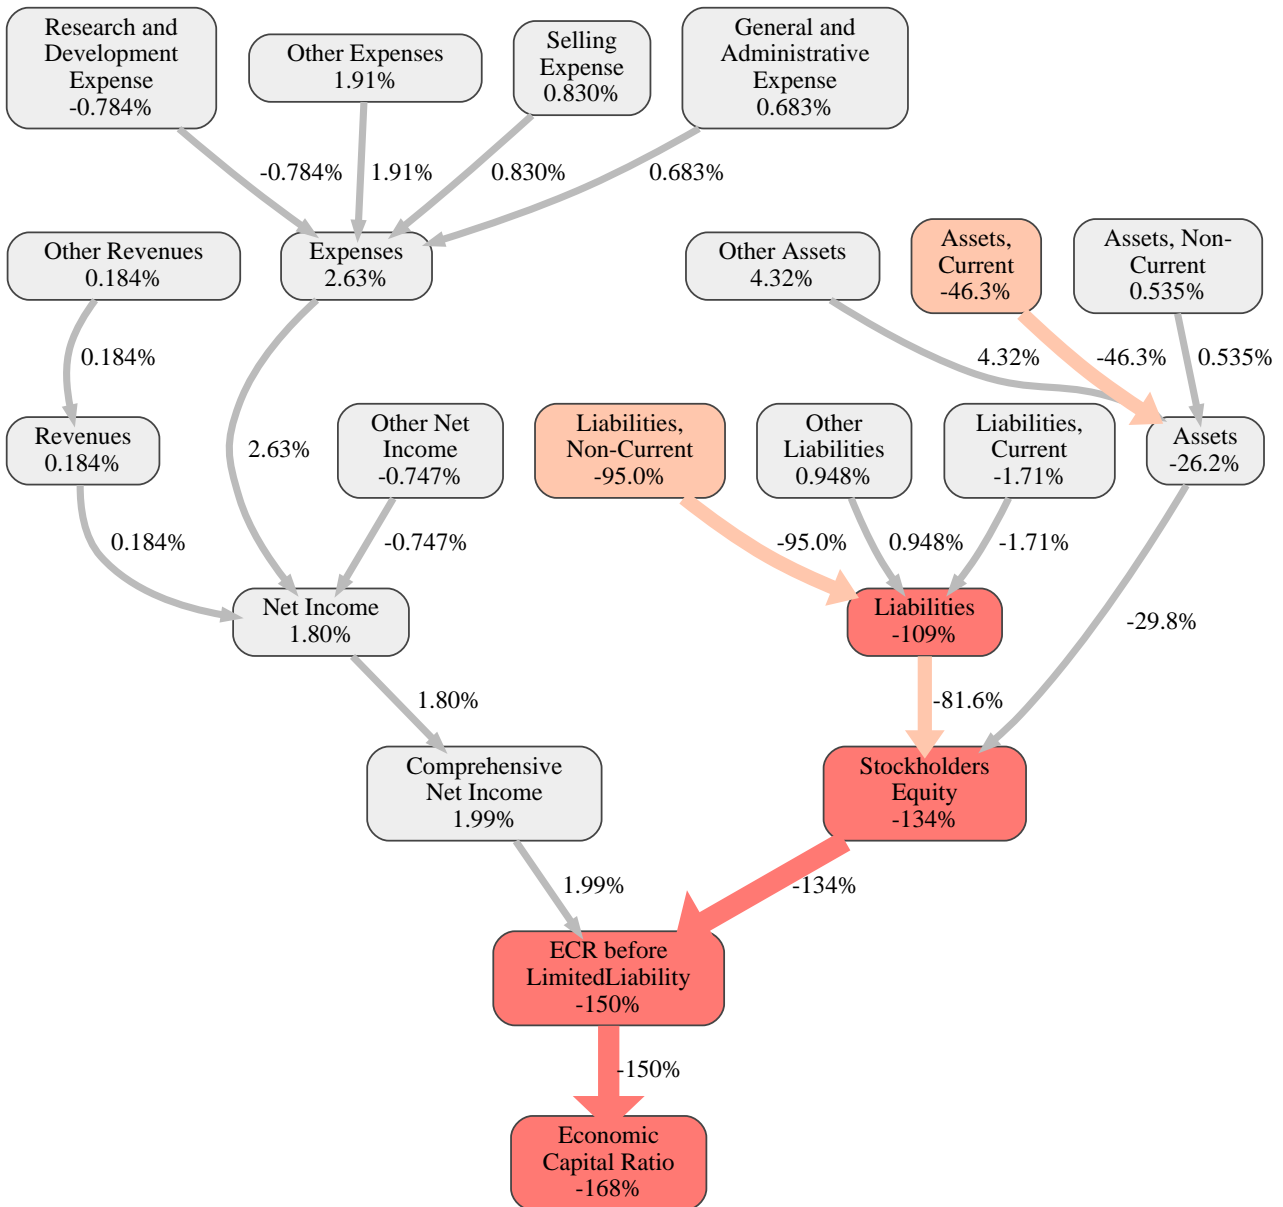 Research and
Development
Expense
-0.784%
Other Expenses
1.91%
Selling
Expense
0.830%
General and
Administrative
Expense
0.683%
-0.784%
1.91%
0.830%
0.683%
Other Revenues
0.184%
Expenses
2.63%
Other Assets
4.32%
Assets,
Current
-46.3%
Assets, Non-
Current
0.535%
0.184%
4.32%
-46.3%
0.535%
Revenues
0.184%
2.63%
Other Net
Income
-0.747%
Liabilities,
Non-Current
-95.0%
Other
Liabilities
0.948%
Liabilities,
Current
-1.71%
Assets
-26.2%
0.184%
-0.747%
-95.0%
0.948%
-1.71%
Net Income
1.80%
Liabilities
-109%
-29.8%
1.80%
-81.6%
Comprehensive
Net Income
1.99%
Stockholders
Equity
-134%
1.99%
-134%
ECR before
LimitedLiability
-150%
-150%
Economic
Capital Ratio
-168%